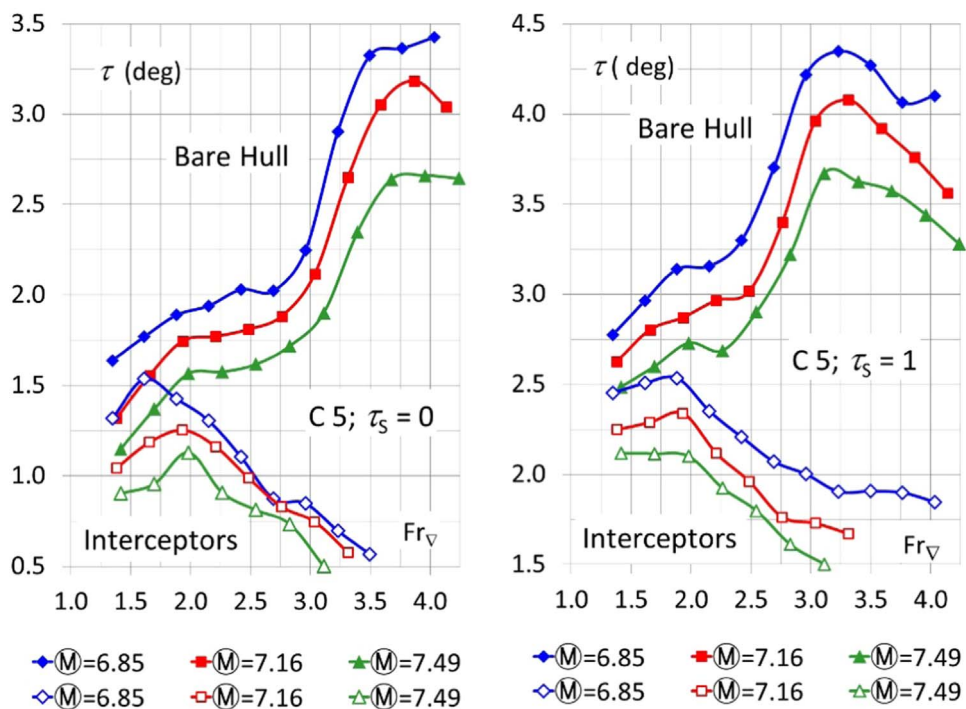 3.5
τ (deg)
3.0
Bare Hull
2.5
2.0
1.5
C 5; τS = 0
1.0
Interceptors
Fr∇
0.5
1.0 1.5 2.0 2.5 3.0 3.5 4.0
Ⓜ=6.85 Ⓜ=7.16 Ⓜ=7.49
Ⓜ=6.85 Ⓜ=7.16 Ⓜ=7.49
4.5
τ ( deg)
4.0
Bare Hull
3.5
3.0
C 5; τS = 1
2.5
2.0
Interceptors
Fr∇
1.5
1.0 1.5 2.0 2.5 3.0 3.5 4.0
Ⓜ=6.85 Ⓜ=7.16 Ⓜ=7.49
Ⓜ=6.85 Ⓜ=7.16 Ⓜ=7.49